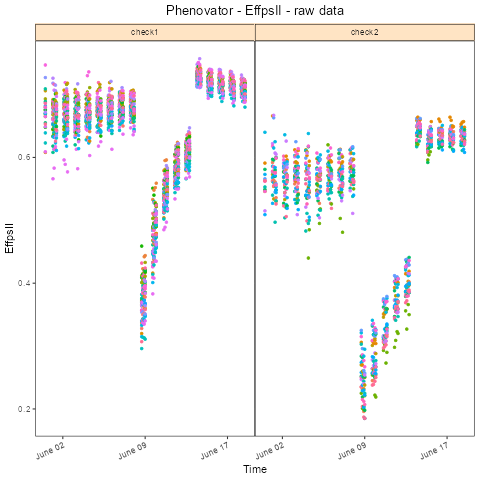 Phenovator - EffpsII - raw data
check1
check2
EffpsII
0.6
0.4
0.2
June 02
June 09
June 17
June 02
June 09
June 17
Time